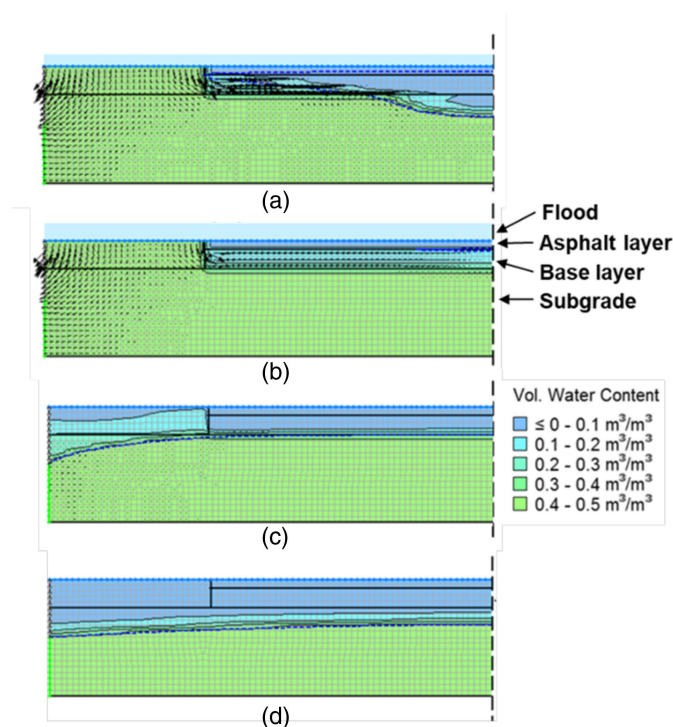 (a)
Flood
Asphalt layer
Base layer
Subgrade
(b)
Vol. Water Content
≤ 0 - 0.1 m³/m³
0.1 - 0.2 m³/m³
0.2 - 0.3 m³/m³
0.3 - 0.4 m³/m³
0.4 - 0.5 m³/m³
(c)
(d)